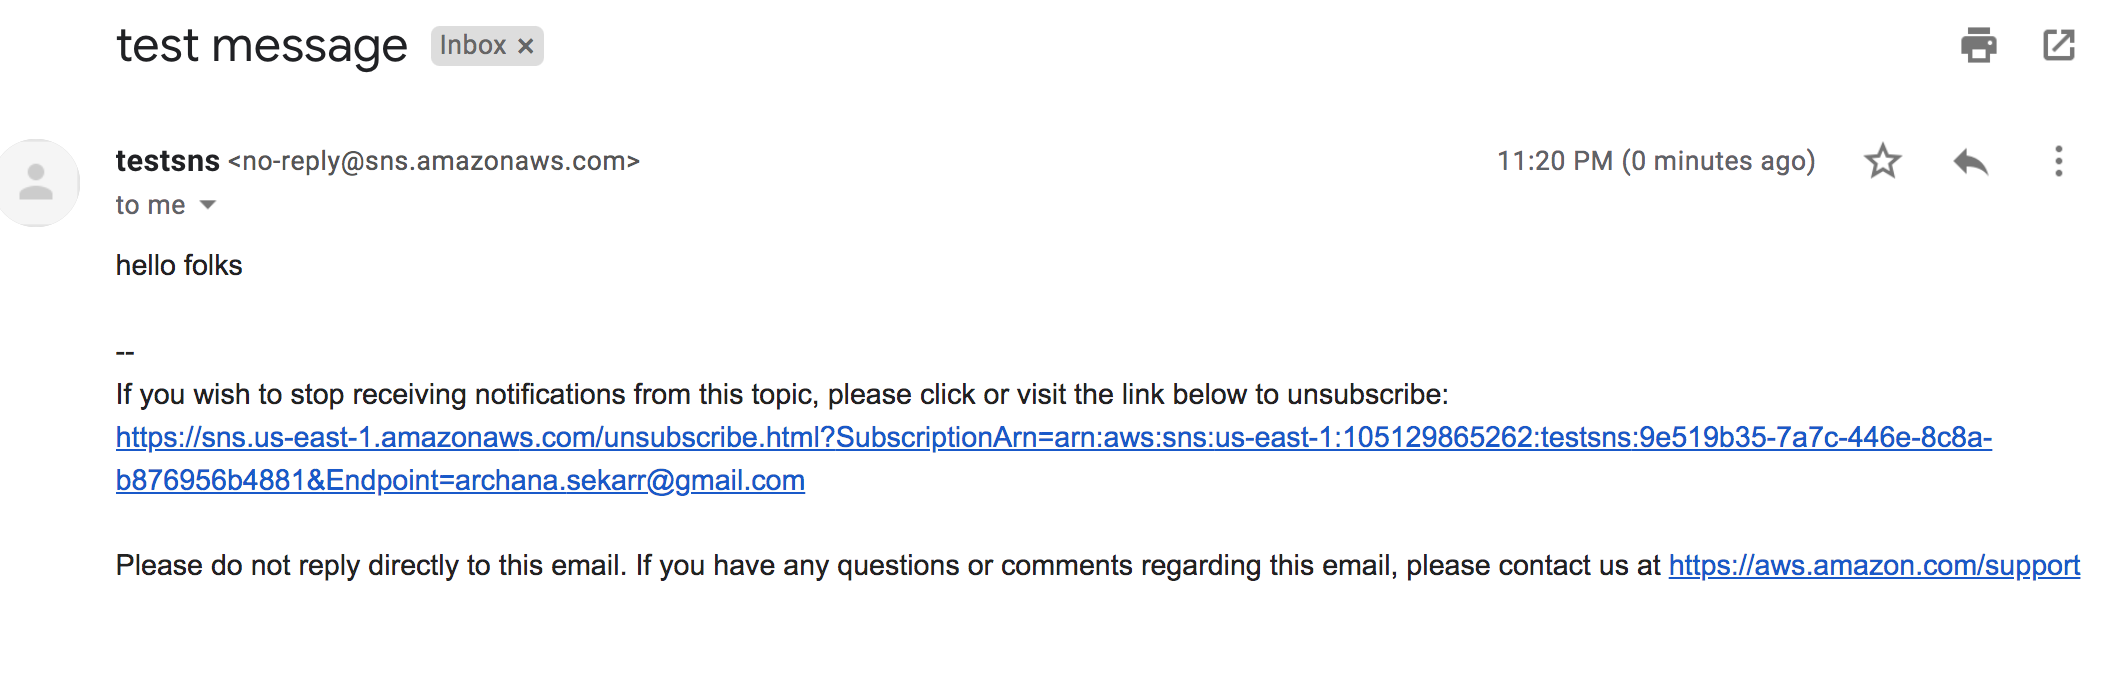 test message Inbox ×
testsns <no-reply@sns.amazonaws.com> 11:20 PM (0 minutes ago)
to me
hello folks
--
If you wish to stop receiving notifications from this topic, please click or visit the link below to unsubscribe:
https://sns.us-east-1.amazonaws.com/unsubscribe.html?SubscriptionArn=arn:aws:sns:us-east-1:105129865262:testsns:9e519b35-7a7c-446e-8c8a-
b876956b4881&Endpoint=archana.sekarr@gmail.com
Please do not reply directly to this email. If you have any questions or comments regarding this email, please contact us at https://aws.amazon.com/support